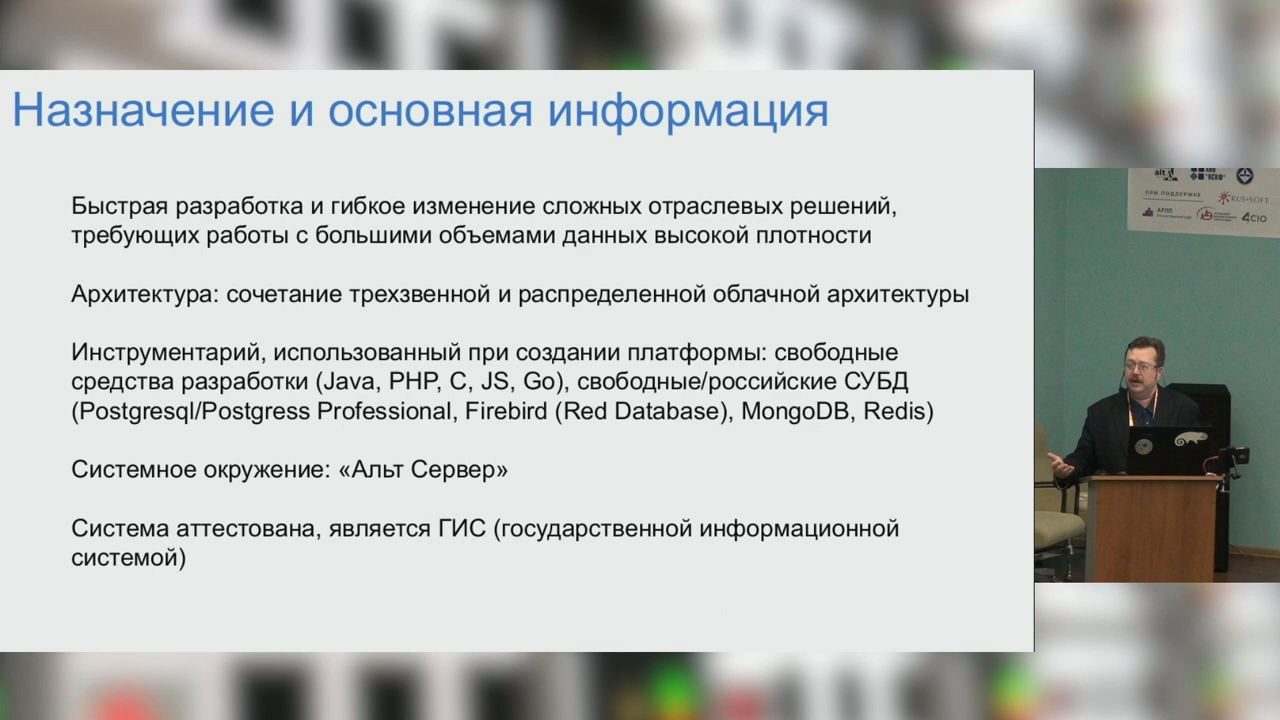 Назначение и основная информация
Быстрая разработка и гибкое изменение сложных отраслевых решений,
требующих работы с большими объемами данных высокой плотности
Архитектура: сочетание трехзвенной и распределенной облачной архитектуры
Инструментарий, использованный при создании платформы: свободные
средства разработки (Java, PHP, C, JS, Go), свободные/российские СУБД
(Postgresql/Postgress Professional, Firebird (Red Database), MongoDB, Redis)
Системное окружение: «Альт Сервер»
Система аттестована, является ГИС (государственной информационной
системой)
alt
ПРИ ПОДДЕРЖКЕ
RUSSOFT
АРПП
4CIO